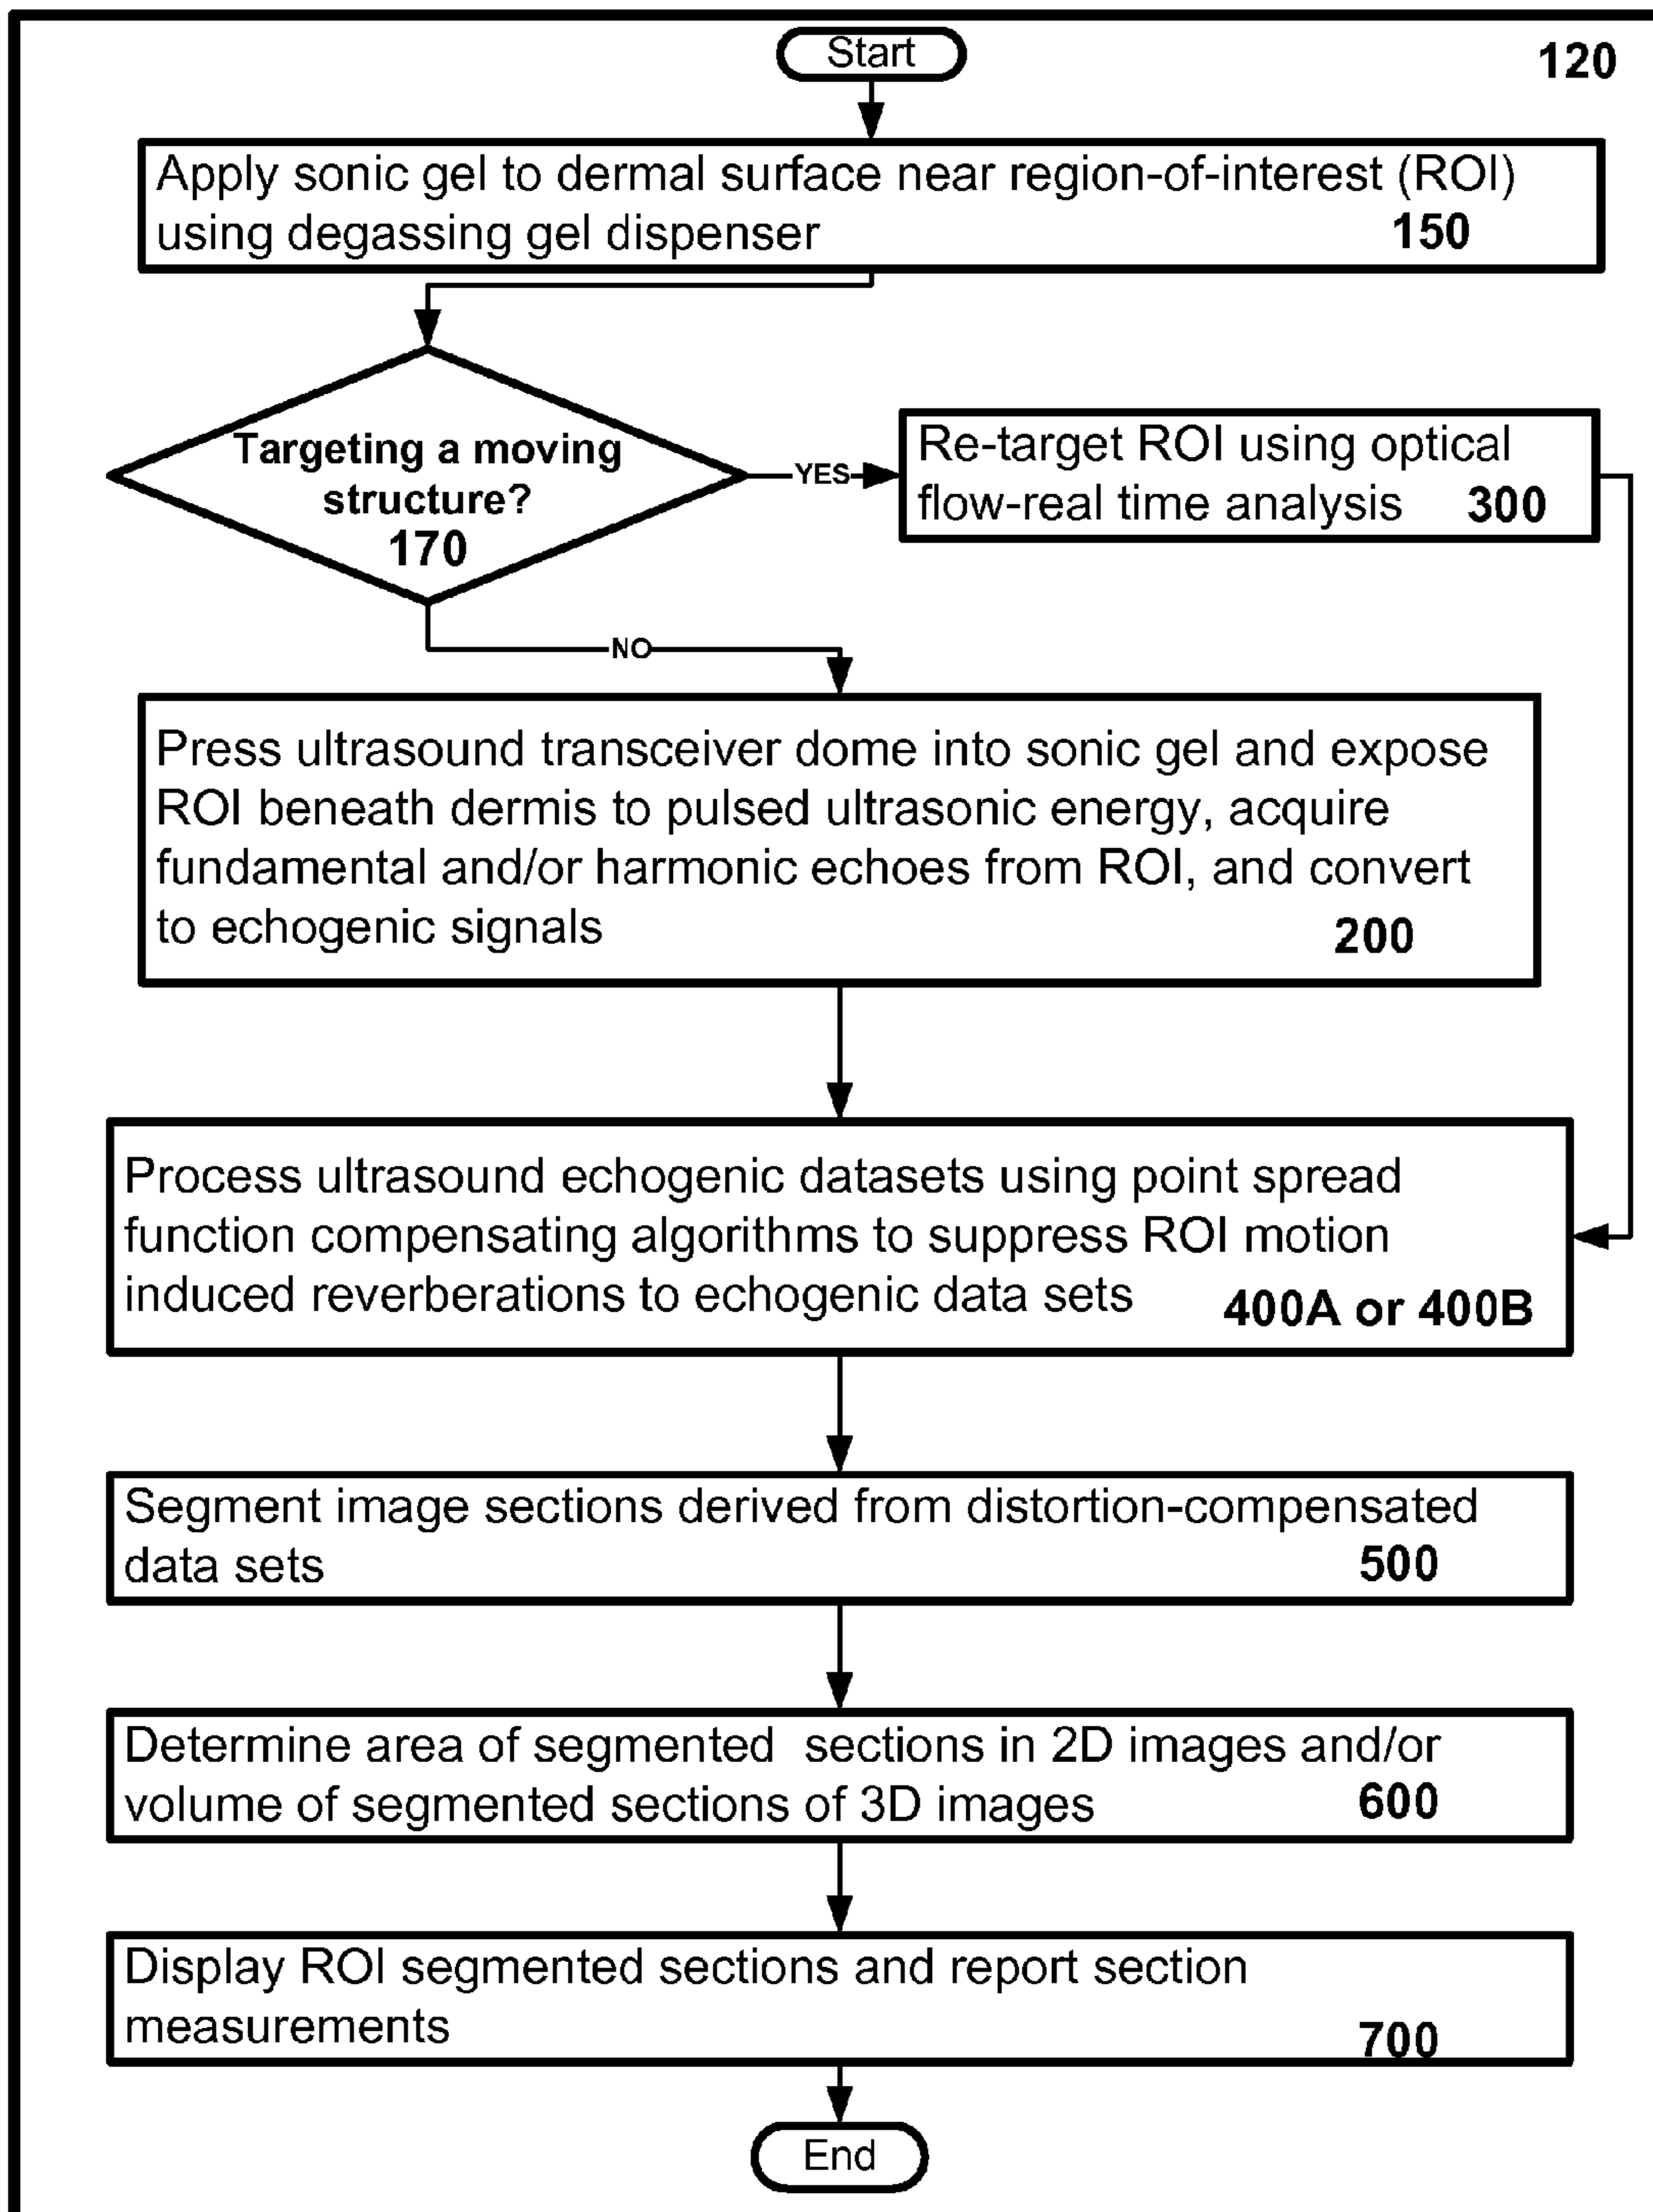 Start
120
Apply sonic gel to dermal surface near region-of-interest (ROI)
using degassing gel dispenser
150
Targeting a moving
structure?
170
YES
Re-target ROI using optical
flow-real time analysis 300
NO
Press ultrasound transceiver dome into sonic gel and expose
ROI beneath dermis to pulsed ultrasonic energy, acquire
fundamental and/or harmonic echoes from ROI, and convert
to echogenic signals
200
Process ultrasound echogenic datasets using point spread
function compensating algorithms to suppress ROI motion
induced reverberations to echogenic data sets
400A or 400B
Segment image sections derived from distortion-compensated
data sets
500
Determine area of segmented sections in 2D images and/or
volume of segmented sections of 3D images
600
Display ROI segmented sections and report section
measurements
700
End